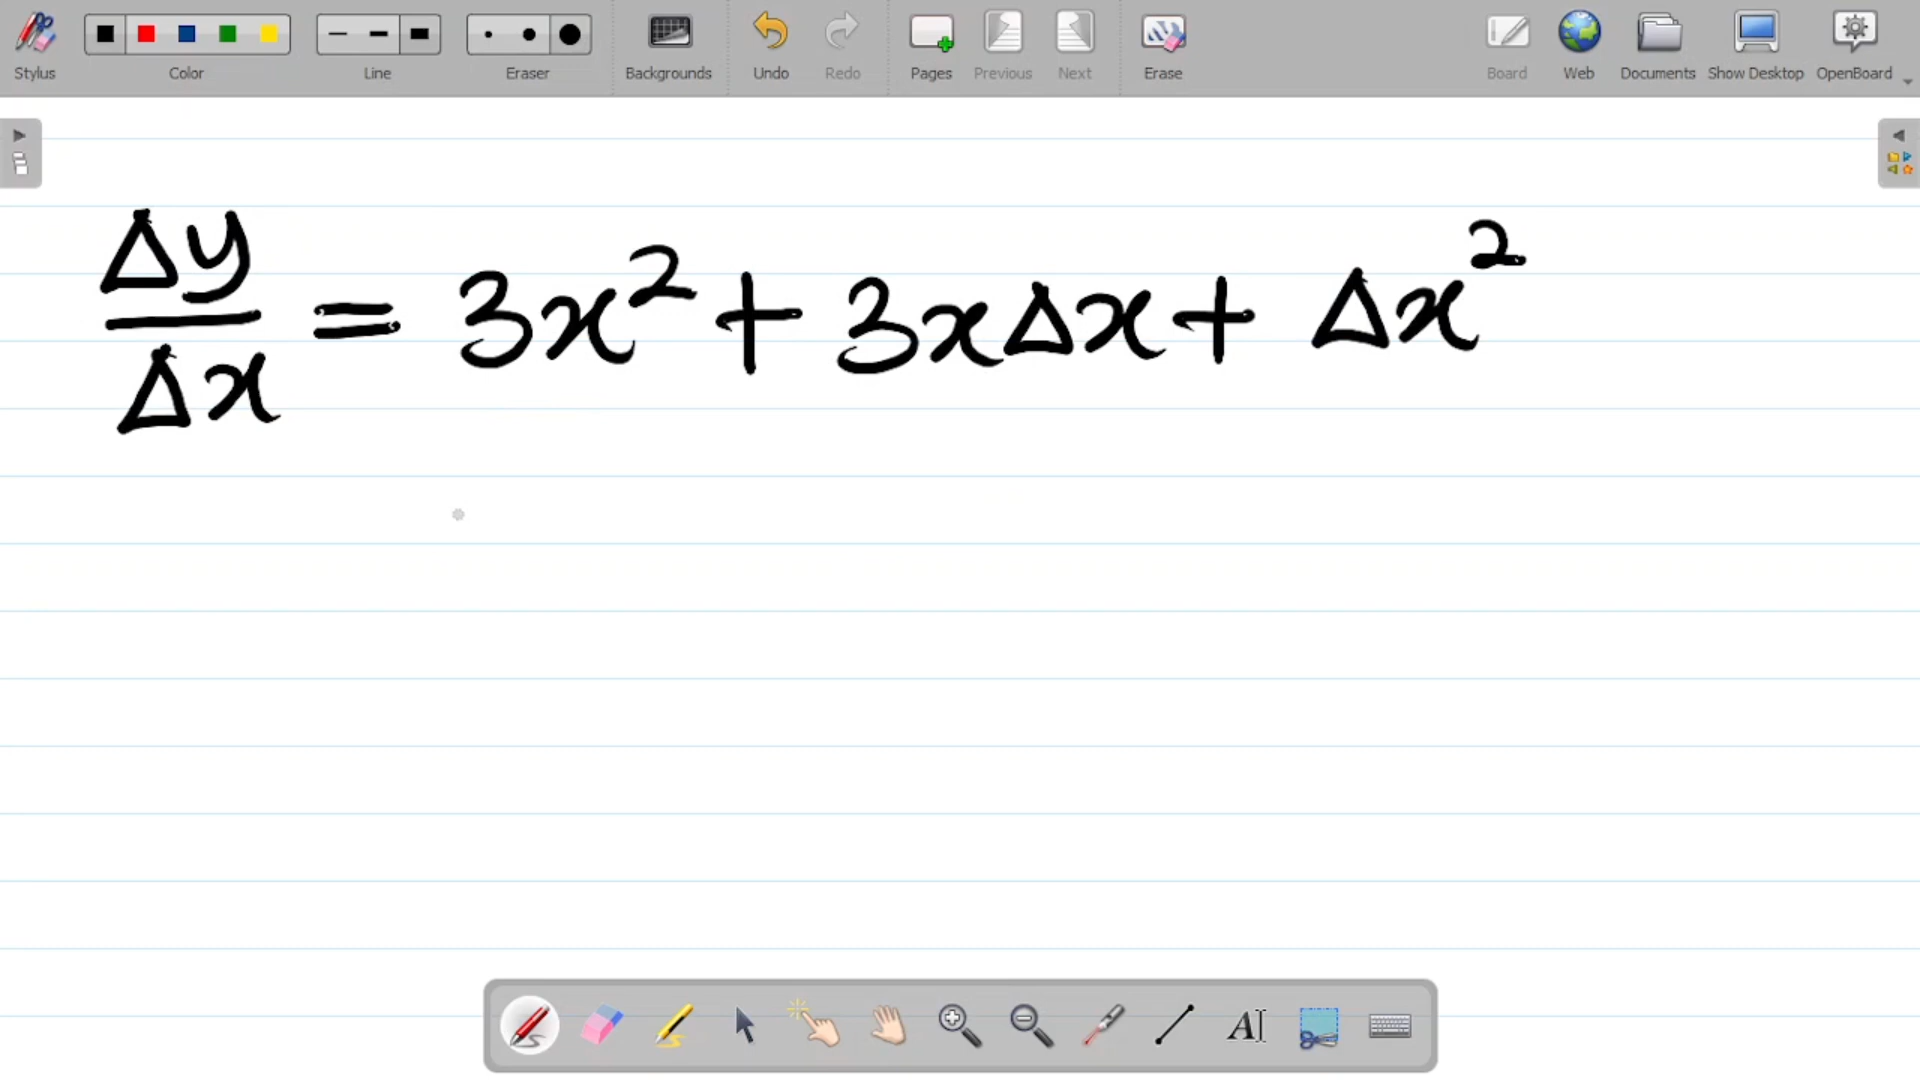 Stylus Color Line Eraser Backgrounds Undo Redo Pages Previous Next Erase Board Web Documents Show Desktop OpenBoard
Δy/Δx = 3x² + 3xΔx + Δx²
A